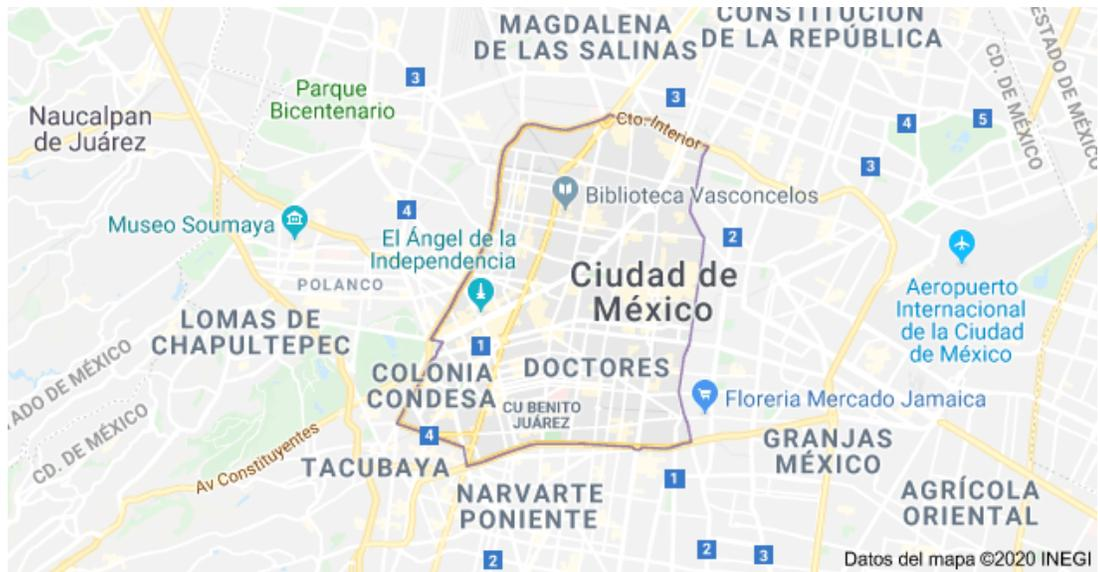 MAGDALENA
DE LAS SALINAS
CONSTITUCIÓN
DE LA REPÚBLICA
ESTADO DE MÉXICO
CD. DE MÉXICO
3
Parque
Bicentenario
3
Naucalpan
de Juárez
Cto. Interior
4
5
3
Biblioteca Vasconcelos
4
Museo Soumaya
El Ángel de la
Independencia
2
POLANCO
Ciudad de
México
Aeropuerto
Internacional
de la Ciudad
de México
LOMAS DE
CHAPULTEPEC
1
DOCTORES
COLONIA
CONDESA
TADO DE MÉXICO
CD. DE MÉXICO
CU BENITO
JUÁREZ
Floreria Mercado Jamaica
4
Av Constituyentes
TACUBAYA
GRANJAS
MÉXICO
1
NARVARTE
PONIENTE
AGRÍCOLA
ORIENTAL
2
2
3
Datos del mapa ©2020 INEGI